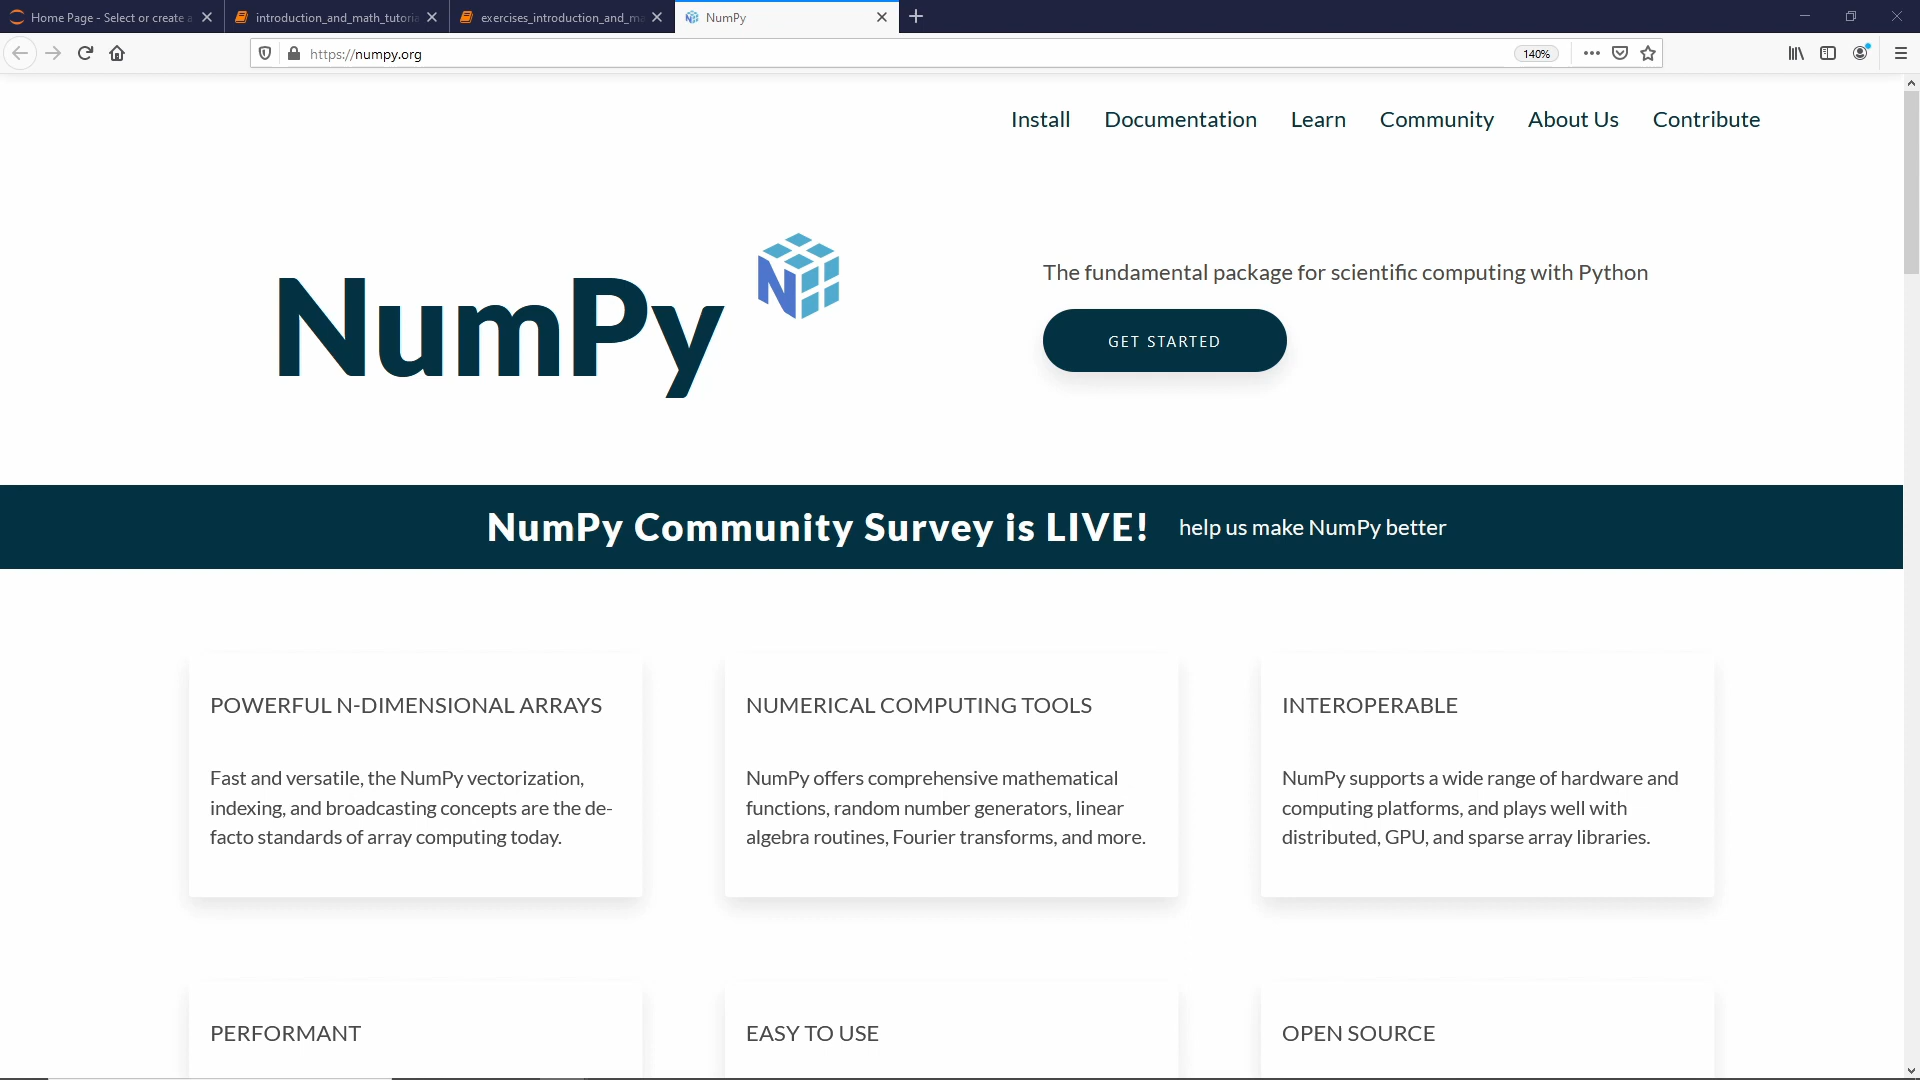 Home Page - Select or create a
introduction_and_math_tutoria
exercises_introduction_and_ma
NumPy
https://numpy.org
140%
Install
Documentation
Learn
Community
About Us
Contribute
NumPy
N
The fundamental package for scientific computing with Python
GET STARTED
NumPy Community Survey is LIVE! help us make NumPy better
POWERFUL N-DIMENSIONAL ARRAYS
Fast and versatile, the NumPy vectorization,
indexing, and broadcasting concepts are the de-
facto standards of array computing today.
NUMERICAL COMPUTING TOOLS
NumPy offers comprehensive mathematical
functions, random number generators, linear
algebra routines, Fourier transforms, and more.
INTEROPERABLE
NumPy supports a wide range of hardware and
computing platforms, and plays well with
distributed, GPU, and sparse array libraries.
PERFORMANT
EASY TO USE
OPEN SOURCE